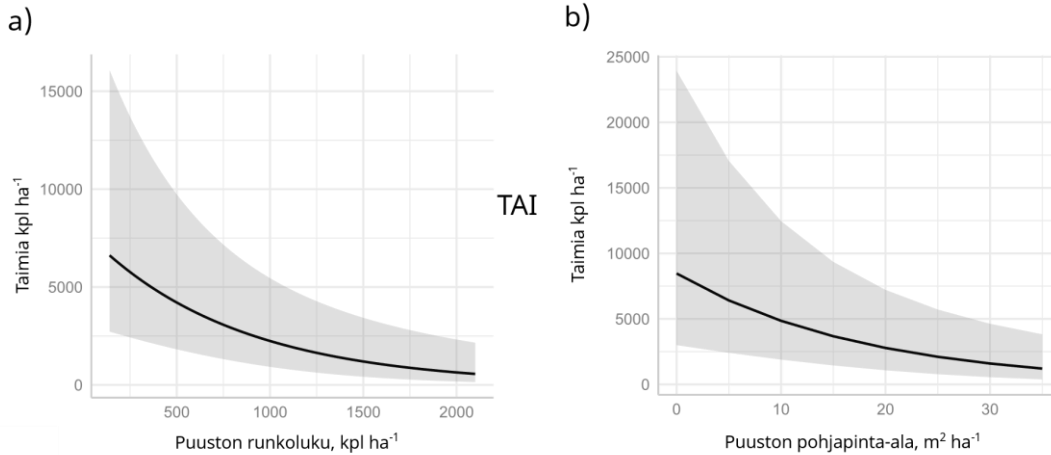 a)
15000
10000
5000
0
500 1000 1500 2000
Taimia kpl ha⁻¹
Puuston runkoluku, kpl ha⁻¹
TAI
b)
25000
20000
15000
10000
5000
0
0 10 20 30
Taimia kpl ha⁻¹
Puuston pohjapinta-ala, m² ha⁻¹